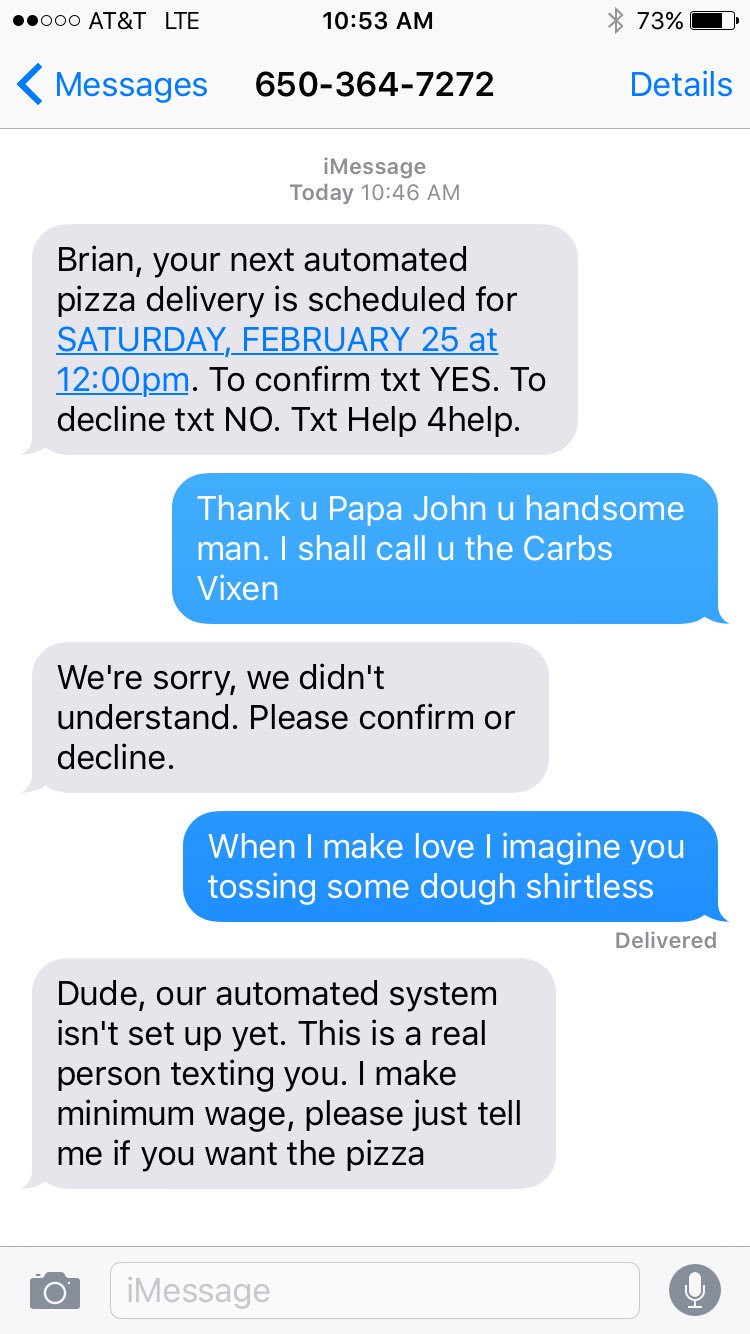 AT&T LTE 10:53 AM 73%
Messages 650-364-7272 Details
iMessage
Today 10:46 AM
Brian, your next automated
pizza delivery is scheduled for
SATURDAY, FEBRUARY 25 at
12:00pm. To confirm txt YES. To
decline txt NO. Txt Help 4help.
Thank u Papa John u handsome
man. I shall call u the Carbs
Vixen
We're sorry, we didn't
understand. Please confirm or
decline.
When I make love I imagine you
tossing some dough shirtless
Delivered
Dude, our automated system
isn't set up yet. This is a real
person texting you. I make
minimum wage, please just tell
me if you want the pizza
iMessage